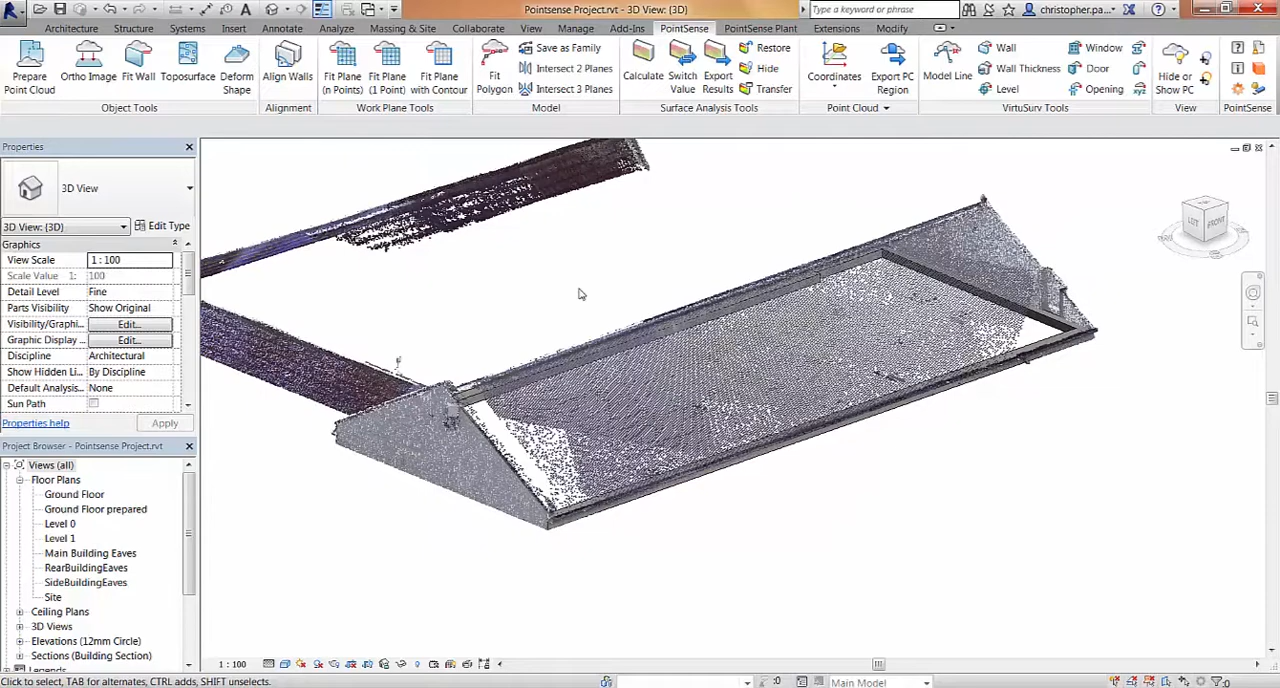 Pointsense Project.rvt - 3D View: {3D}
Type a keyword or phrase
christopher.pa...
Architecture Structure Systems Insert Annotate Analyze Massing & Site Collaborate View Manage Add-Ins PointSense PointSense Plant Extensions Modify
Prepare Point Cloud
Ortho Image
Fit Wall
Toposurface
Deform Shape
Align Walls
Fit Plane (n Points)
Fit Plane (1 Point)
Fit Plane with Contour
Fit Polygon
Save as Family
Intersect 2 Planes
Intersect 3 Planes
Calculate
Switch Value
Export Results
Restore
Hide
Transfer
Coordinates
Export PC Region
Model Line
Wall
Wall Thickness
Level
Window
Door
Opening
Hide or Show PC
Object Tools Alignment Work Plane Tools Model Surface Analysis Tools Point Cloud VirtuSurv Tools View PointSense
Properties
3D View
3D View: {3D}
Edit Type
Graphics
View Scale 1 : 100
Scale Value 1: 100
Detail Level Fine
Parts Visibility Show Original
Visibility/Graphi... Edit...
Graphic Display ... Edit...
Discipline Architectural
Show Hidden Li... By Discipline
Default Analysis... None
Sun Path
Properties help
Apply
Project Browser - Pointsense Project.rvt
Views (all)
Floor Plans
Ground Floor
Ground Floor prepared
Level 0
Level 1
Main Building Eaves
RearBuildingEaves
SideBuildingEaves
Site
Ceiling Plans
3D Views
Elevations (12mm Circle)
Sections (Building Section)
Legends
LEFT
FRONT
1 : 100
Click to select, TAB for alternates, CTRL adds, SHIFT unselects.
:0
Main Model
:0